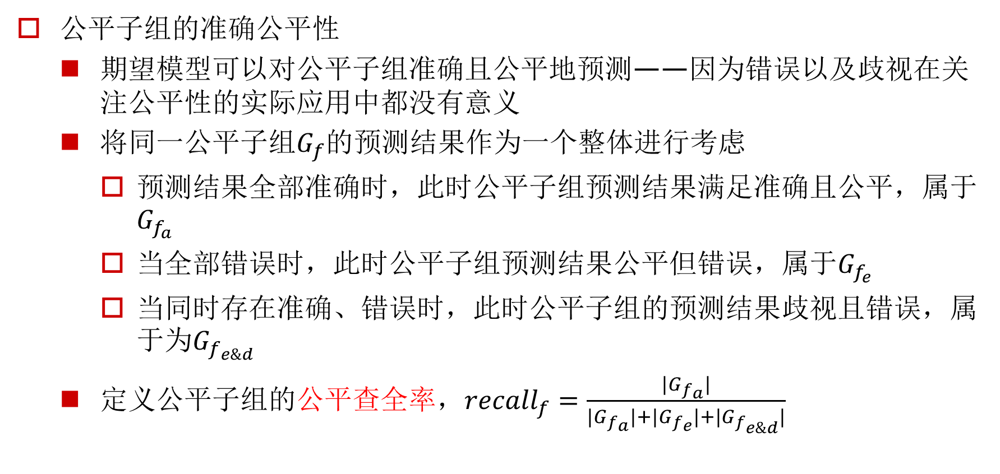 公平子组的准确公平性
期望模型可以对公平子组准确且公平地预测——因为错误以及歧视在关
注公平性的实际应用中都没有意义
将同一公平子组G_f的预测结果作为一个整体进行考虑
预测结果全部准确时，此时公平子组预测结果满足准确且公平，属于
G_{f_a}
当全部错误时，此时公平子组预测结果公平但错误，属于G_{f_e}
当同时存在准确、错误时，此时公平子组的预测结果歧视且错误，属
于为G_{f_{e&d}}
定义公平子组的公平查全率，recall_f = \frac{|G_{f_a}|}{|G_{f_a}|+|G_{f_e}|+|G_{f_{e&d}}|}